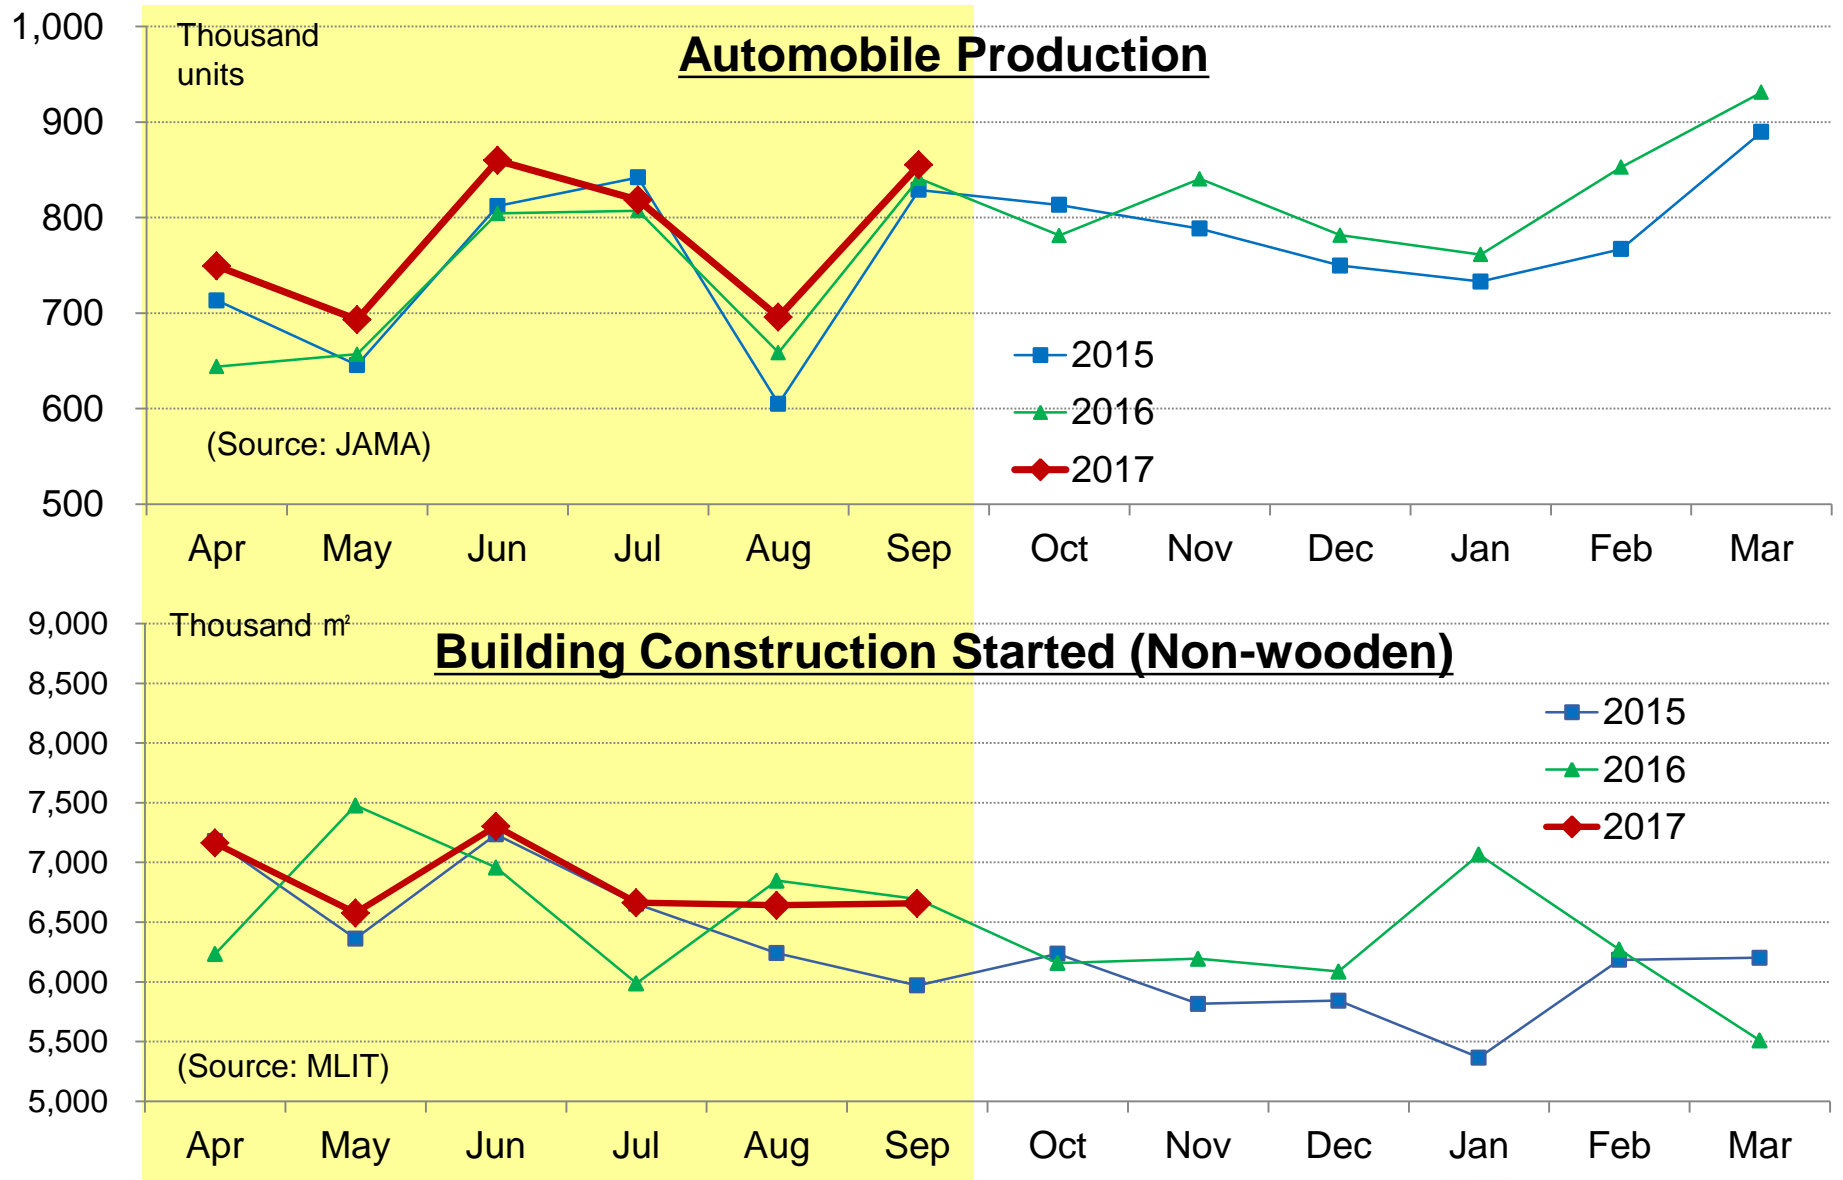 1,000
Thousand
units
Automobile Production
900
800
700
2015
600
2016
(Source: JAMA)
2017
500
Apr May Jun Jul Aug Sep Oct Nov Dec Jan Feb Mar
9,000
Thousand ㎡
Building Construction Started (Non-wooden)
8,500
2015
8,000
2016
7,500
2017
7,000
6,500
6,000
5,500
(Source: MLIT)
5,000
Apr May Jun Jul Aug Sep Oct Nov Dec Jan Feb Mar